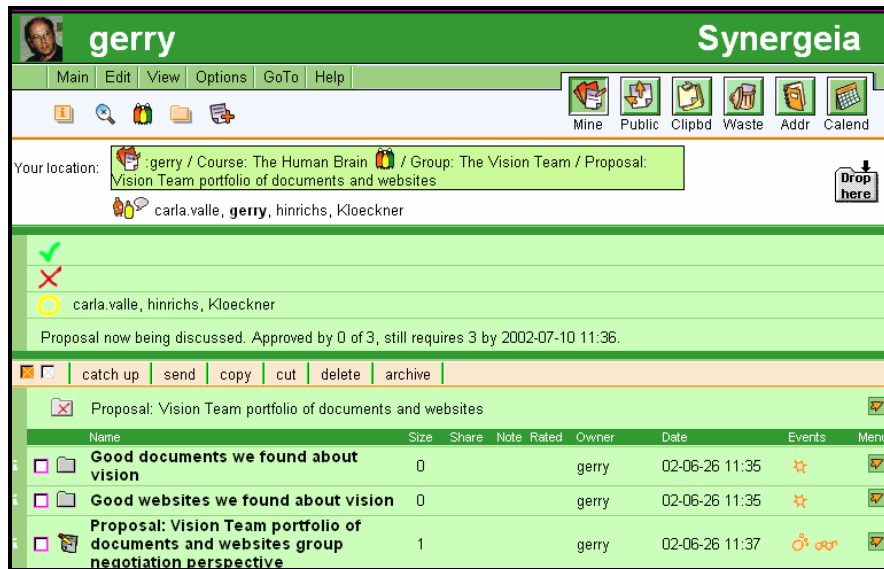 gerry Synergeia
Main Edit View Options GoTo Help
Mine Public Clipbd Waste Addr Calend
Your location: :gerry / Course: The Human Brain / Group: The Vision Team / Proposal:
Vision Team portfolio of documents and websites
Drop
here
carla.valle, gerry, hinrichs, Kloeckner
carla.valle, hinrichs, Kloeckner
Proposal now being discussed. Approved by 0 of 3, still requires 3 by 2002-07-10 11:36.
catch up send copy cut delete archive
Proposal: Vision Team portfolio of documents and websites
Name Size Share Note Rated Owner Date Events Menu
Good documents we found about
vision 0 gerry 02-06-26 11:35
Good websites we found about vision 0 gerry 02-06-26 11:35
Proposal: Vision Team portfolio of
documents and websites group 1 gerry 02-06-26 11:37
negotiation perspective